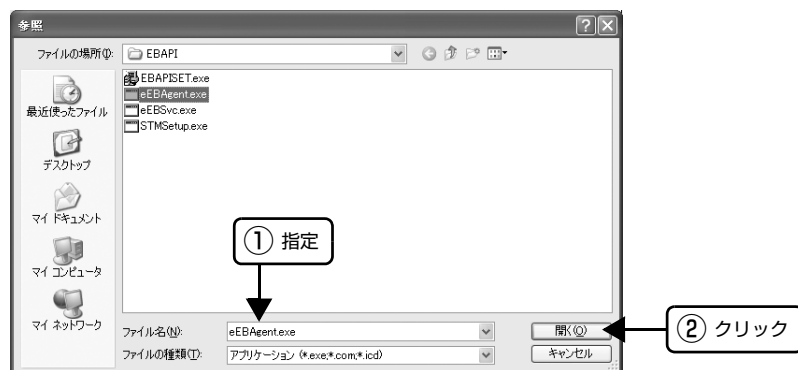 参照
ファイルの場所(I):
EBAPI
最近使ったファイル
デスクトップ
マイ ドキュメント
マイ コンピュータ
マイ ネットワーク
EBAPISET.exe
eEBAgent.exe
eEBSvc.exe
STMSetup.exe
① 指定
ファイル名(N):
eEBAgent.exe
開く(O)
② クリック
ファイルの種類(T):
アプリケーション (*.exe;*.com;*.icd)
キャンセル